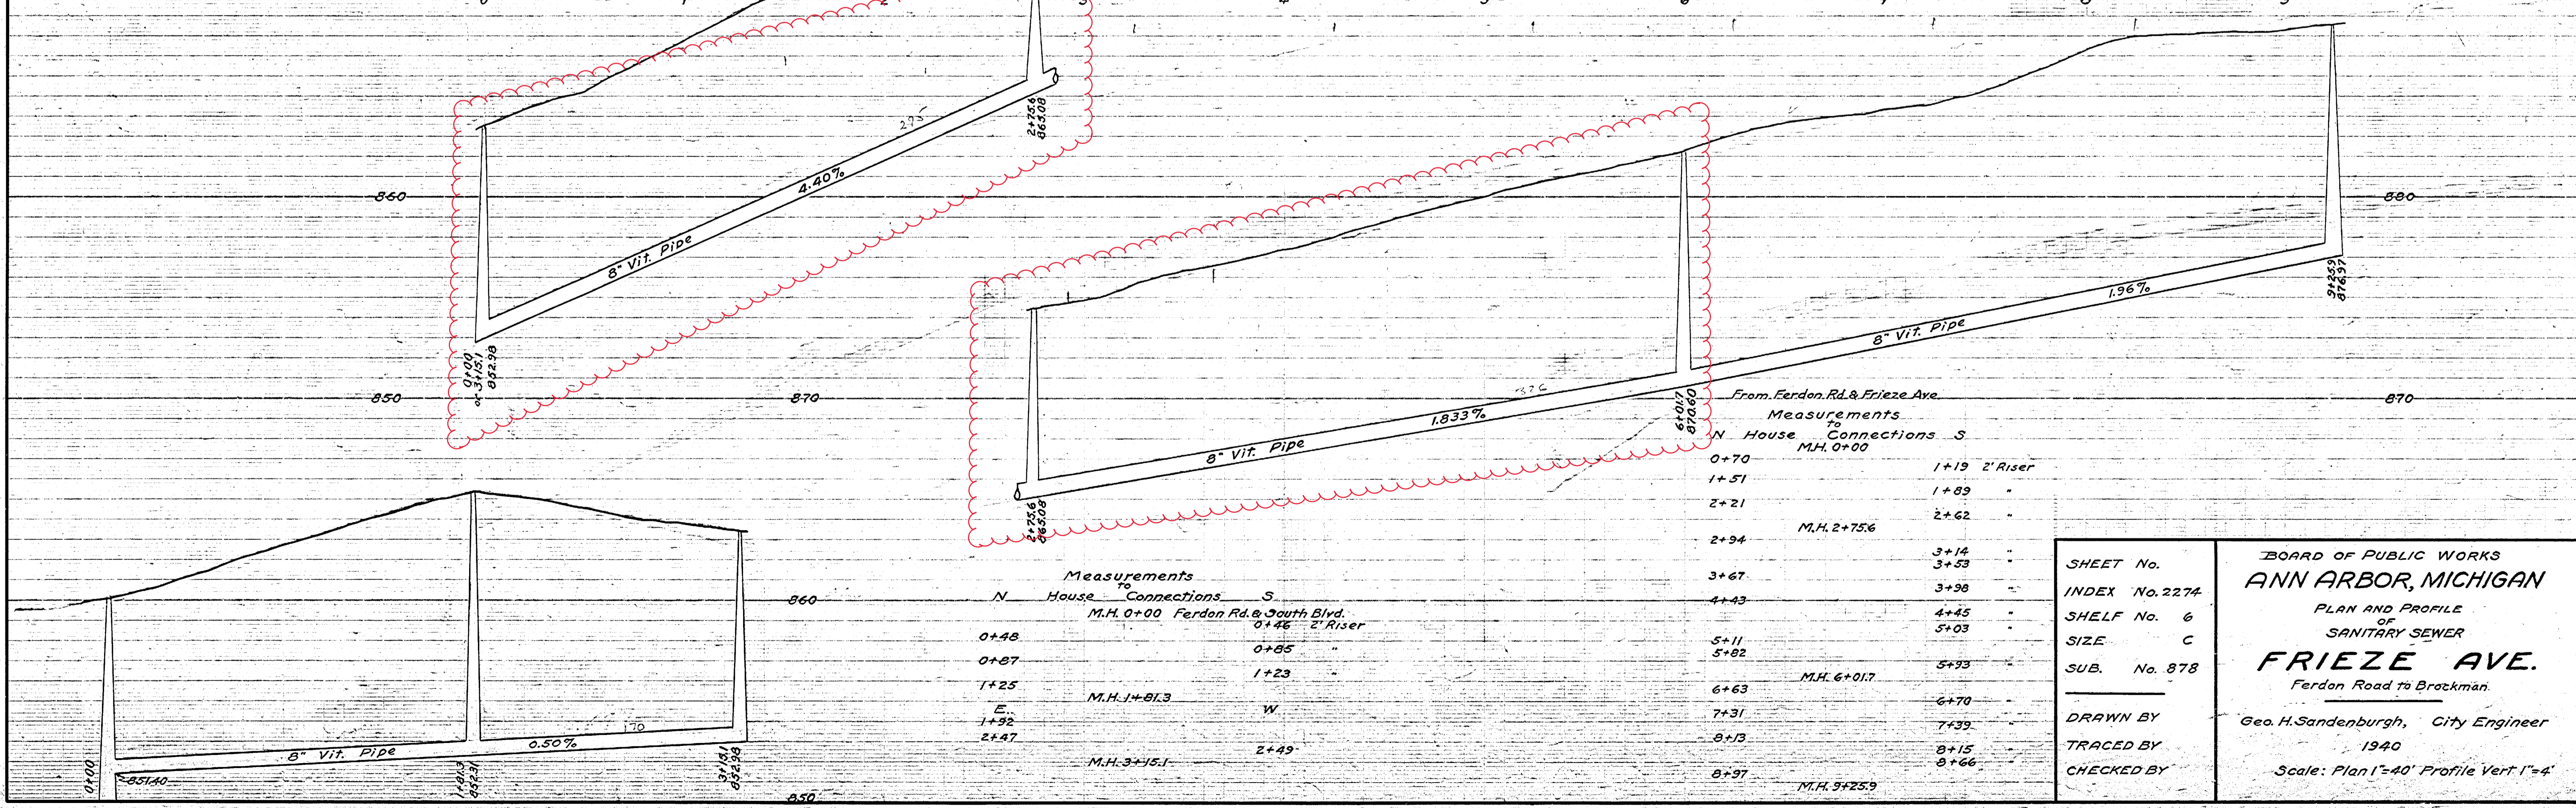 860
850
870
860
850
880
870
295
4.40%
8" Vit. Pipe
0+00
or 3+15.1
852.98
2+75.6
865.08
2+75.6
865.08
8" Vit. Pipe
1.833%
326
6+01.7
870.60
8" Vit. Pipe
1.96%
9+25.9
876.97
0+00
851.40
8" Vit. Pipe
0.50%
170
1+81.3
852.31
3+15.1
852.98
Measurements
to
N House Connections S
M.H. 0+00 Ferdon Rd. & South Blvd.
0+46 2' Riser
0+48
0+85 "
0+87
1+23 "
1+25
M.H. 1+81.3
E. W
1+92
2+47
2+49
M.H. 3+15.1
From Ferdon Rd. & Frieze Ave.
Measurements
to
N House Connections S
M.H. 0+00
0+70
1+19 2' Riser
1+51
1+89 "
2+21
2+62 "
M.H. 2+75.6
2+94
3+14 "
3+53 "
3+67
3+98 "
4+43
4+45 "
5+03 "
5+11
5+82
5+93 "
M.H. 6+01.7
6+63
6+70 "
7+31
7+39 "
8+13
8+15 "
8+66 "
8+97
M.H. 9+25.9
SHEET No.
INDEX No. 2274
SHELF No. 6
SIZE C
SUB. No. 878
DRAWN BY
TRACED BY
CHECKED BY
BOARD OF PUBLIC WORKS
ANN ARBOR, MICHIGAN
PLAN AND PROFILE
OF
SANITARY SEWER
FRIEZE AVE.
Ferdon Road to Brockman
Geo. H. Sandenburgh, City Engineer
1940
Scale: Plan 1"=40' Profile Vert 1"=4'